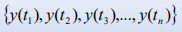 {y(t₁), y(t₂), y(t₃),..., y(tₙ)}